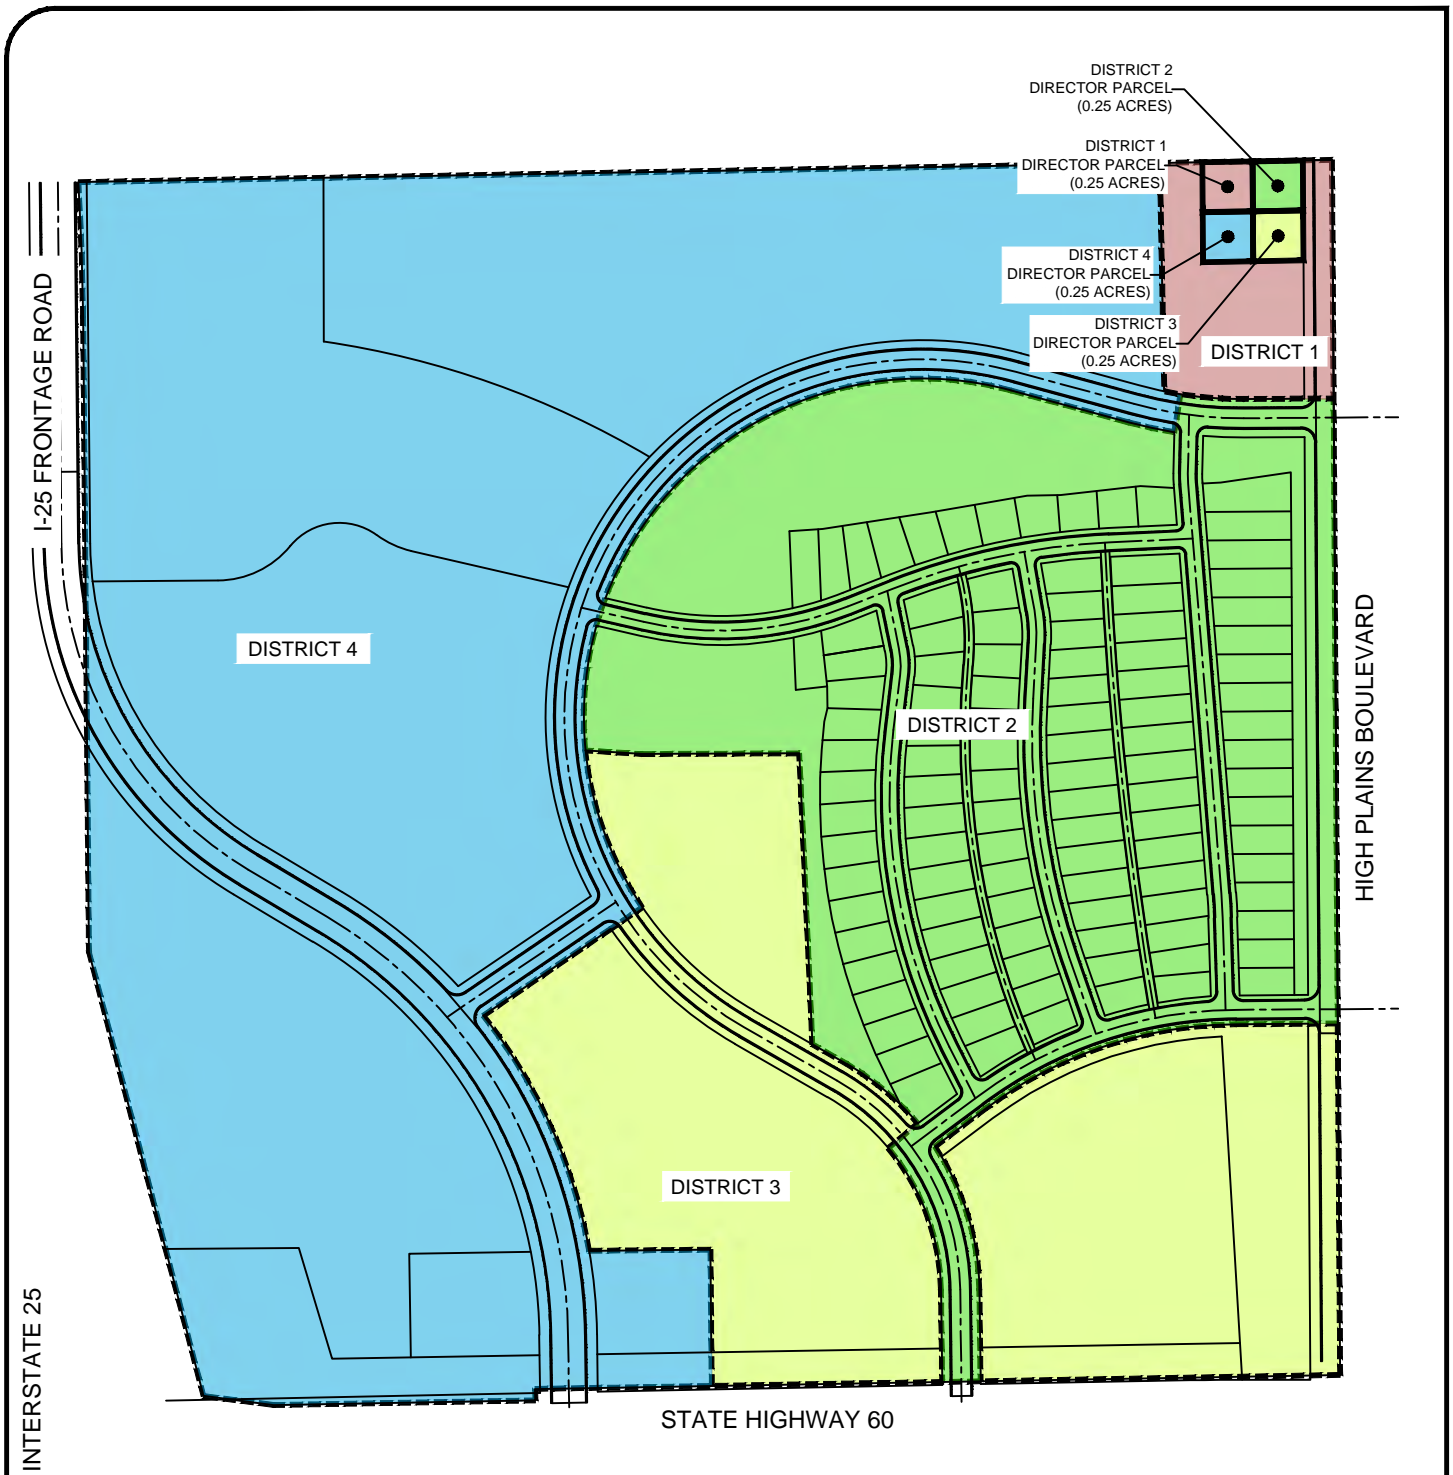 DISTRICT 2
DIRECTOR PARCEL
(0.25 ACRES)
DISTRICT 1
DIRECTOR PARCEL
(0.25 ACRES)
DISTRICT 4
DIRECTOR PARCEL
(0.25 ACRES)
DISTRICT 3
DIRECTOR PARCEL
(0.25 ACRES)
DISTRICT 1
I-25 FRONTAGE ROAD
DISTRICT 4
DISTRICT 2
HIGH PLAINS BOULEVARD
DISTRICT 3
INTERSTATE 25
STATE HIGHWAY 60